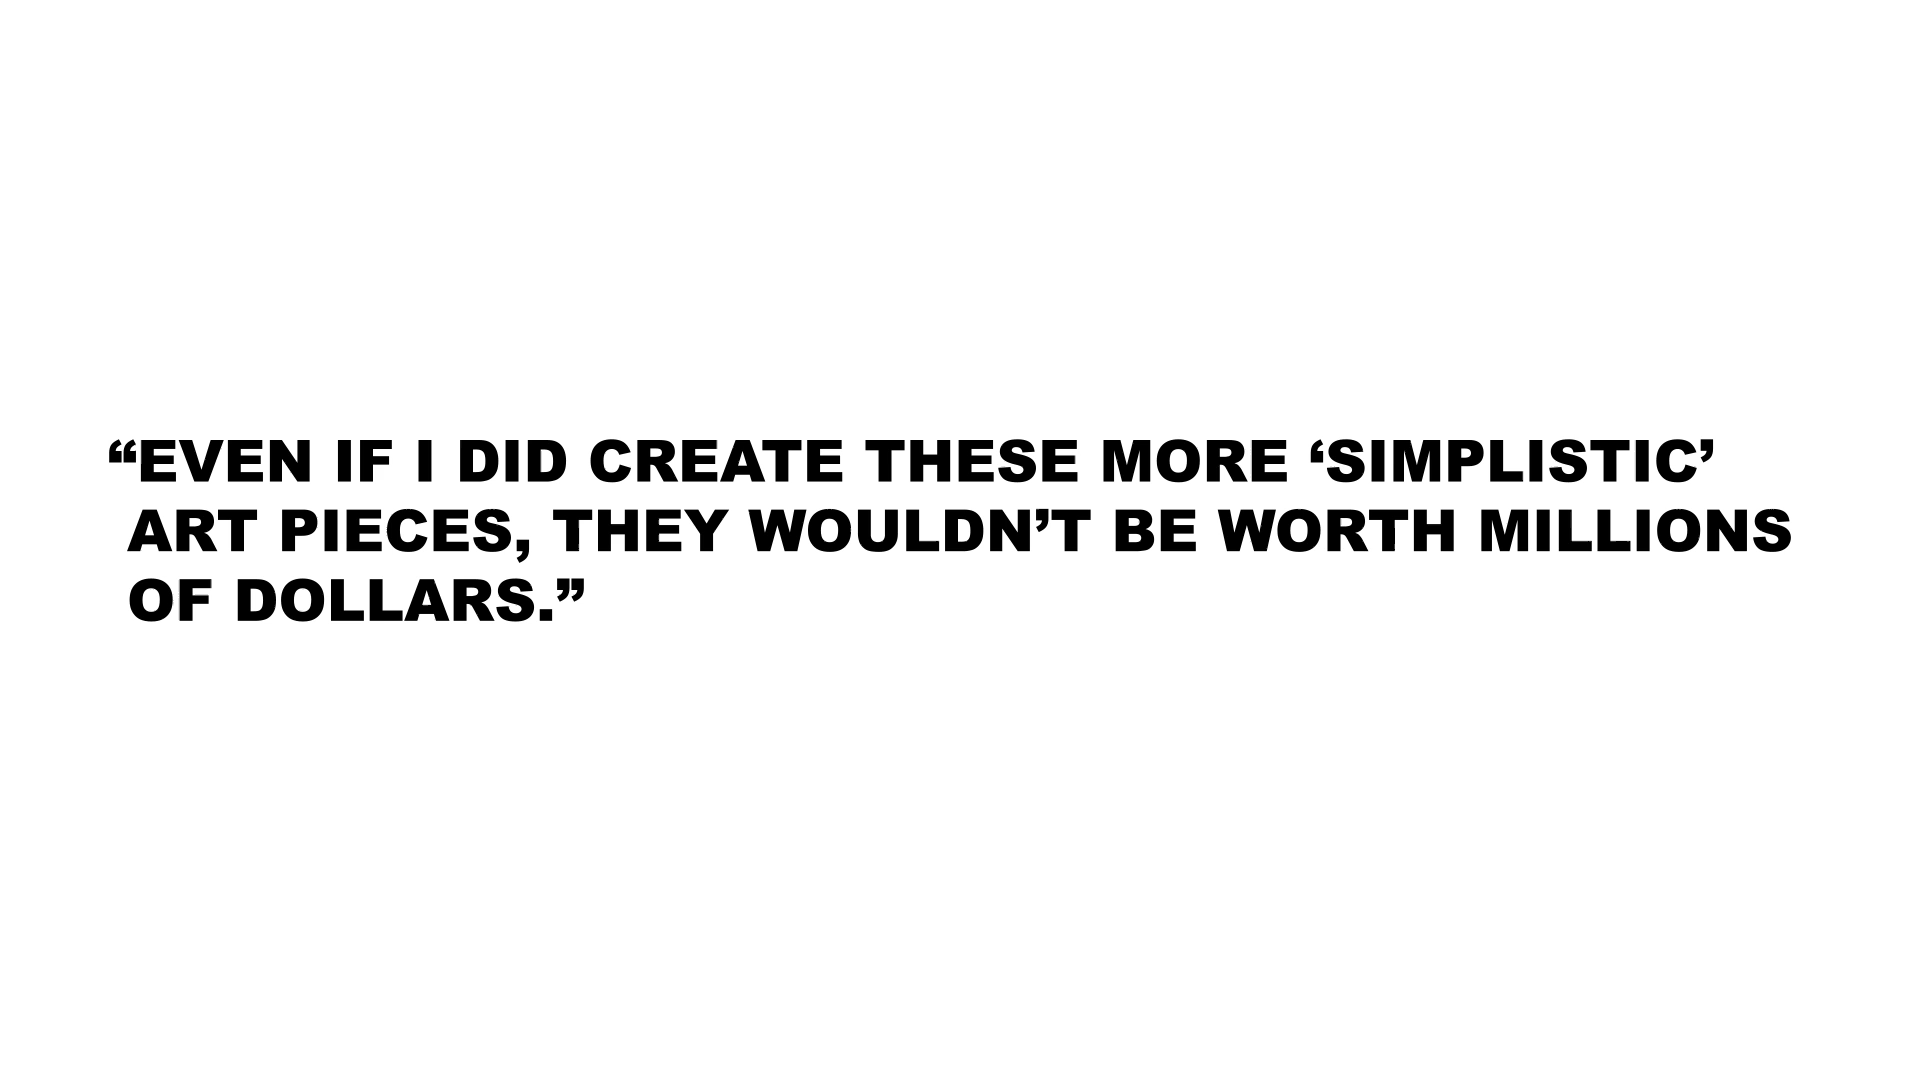 “EVEN IF I DID CREATE THESE MORE ‘SIMPLISTIC’
ART PIECES, THEY WOULDN’T BE WORTH MILLIONS
OF DOLLARS.”